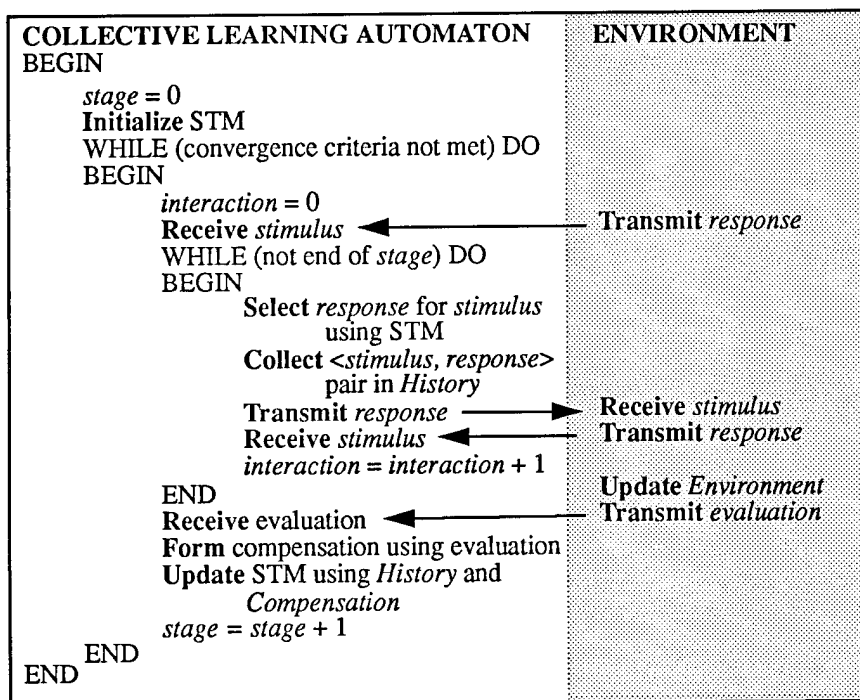 COLLECTIVE LEARNING AUTOMATON ENVIRONMENT
BEGIN
stage = 0
Initialize STM
WHILE (convergence criteria not met) DO
BEGIN
interaction = 0
Receive stimulus Transmit response
WHILE (not end of stage) DO
BEGIN
Select response for stimulus
using STM
Collect <stimulus, response>
pair in History
Transmit response Receive stimulus
Receive stimulus Transmit response
interaction = interaction + 1
END Update Environment
Receive evaluation Transmit evaluation
Form compensation using evaluation
Update STM using History and
Compensation
stage = stage + 1
END
END